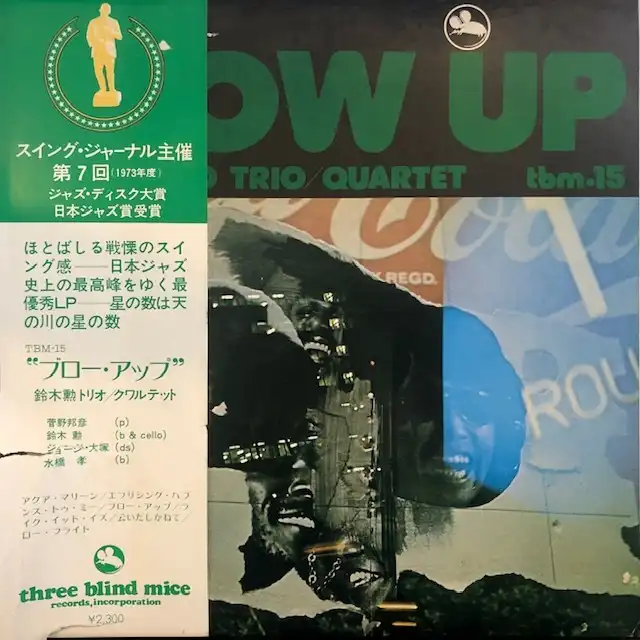 スイング・ジャーナル主催
第7回(1973年度)
ジャズ・ディスク大賞
日本ジャズ賞受賞
ほとばしる戦慄のスイ
ング感——日本ジャズ
史上の最高峰をゆく最
優秀LP——星の数は天
の川の星の数
TBM-15
“ブロー・アップ”
鈴木勲トリオ/クワルテット
菅野邦彦 (p)
鈴木 勲 (b & cello)
ジョージ・大塚 (ds)
水橋 孝 (b)
アクア・マリーン/エブリシング・ハプ
ンス・トゥ・ミー/ブロー・アップ/ラ
イク・イット・イズ/云いだしかねて/
ロー・フライト
three blind mice
records, incorporation
¥2,300
OW UP
O TRIO/QUARTET tbm-15
Coca
K REGD.
ROU